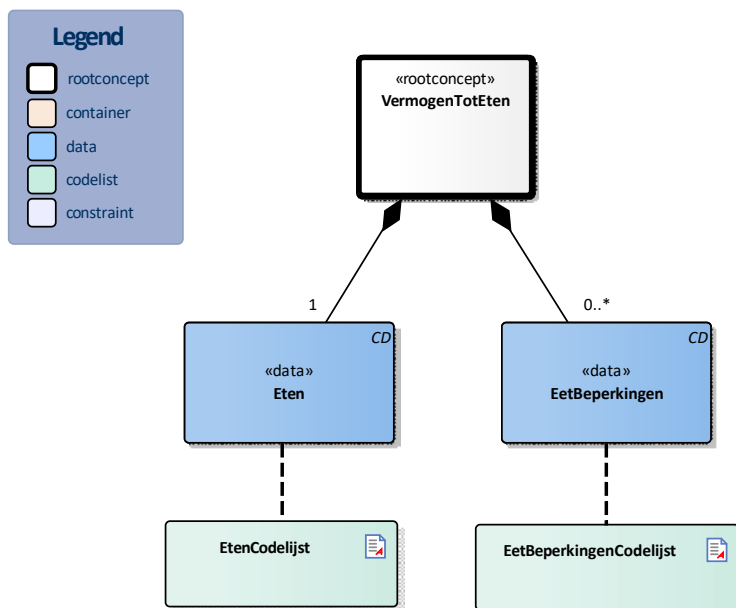 Legend
rootconcept
container
data
codelist
constraint
«rootconcept»
VermogenTotEten
1
0..*
CD
«data»
Eten
CD
«data»
EetBeperkingen
EtenCodelijst
EetBeperkingenCodelijst